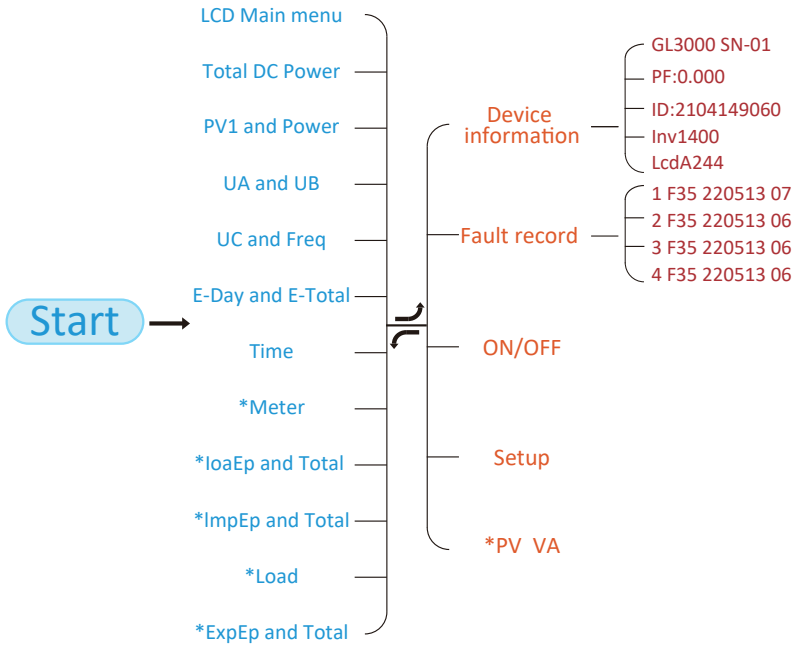 Start
LCD Main menu
Total DC Power
PV1 and Power
UA and UB
UC and Freq
E-Day and E-Total
Time
*Meter
*IoaEp and Total
*ImpEp and Total
*Load
*ExpEp and Total
Device
information
Fault record
ON/OFF
Setup
*PV VA
GL3000 SN-01
PF:0.000
ID:2104149060
Inv1400
LcdA244
1 F35 220513 07
2 F35 220513 06
3 F35 220513 06
4 F35 220513 06